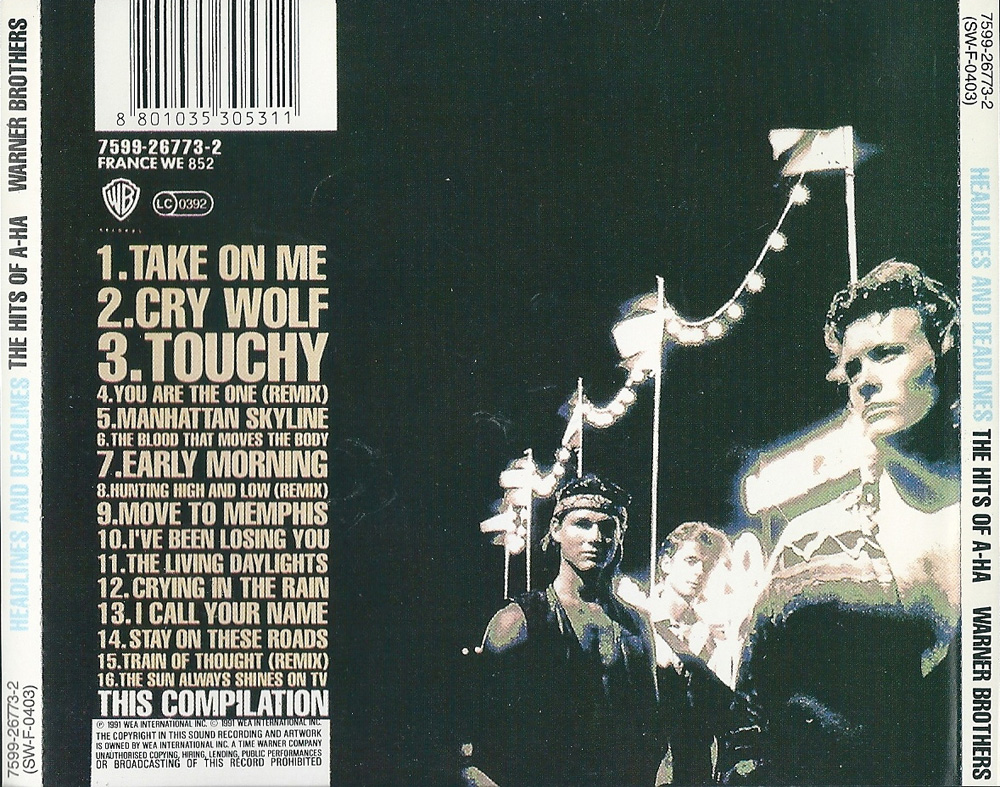 7599-26773-2
(SW-F-0403)
HEADLINES AND DEADLINES THE HITS OF A-HA WARNER BROTHERS
8 801035 305311
7599-26773-2
FRANCE WE 852
WB
LC 0392
RECORDS
1.TAKE ON ME
2.CRY WOLF
3.TOUCHY
4.YOU ARE THE ONE (REMIX)
5.MANHATTAN SKYLINE
6.THE BLOOD THAT MOVES THE BODY
7.EARLY MORNING
8.HUNTING HIGH AND LOW (REMIX)
9.MOVE TO MEMPHIS
10.I'VE BEEN LOSING YOU
11.THE LIVING DAYLIGHTS
12.CRYING IN THE RAIN
13.I CALL YOUR NAME
14.STAY ON THESE ROADS
15.TRAIN OF THOUGHT (REMIX)
16.THE SUN ALWAYS SHINES ON TV
THIS COMPILATION
℗ 1991 WEA INTERNATIONAL INC. © 1991 WEA INTERNATIONAL INC.
THE COPYRIGHT IN THIS SOUND RECORDING AND ARTWORK
IS OWNED BY WEA INTERNATIONAL INC. A TIME WARNER COMPANY
UNAUTHORISED COPYING, HIRING, LENDING, PUBLIC PERFORMANCES
OR BROADCASTING OF THIS RECORD PROHIBITED
7599-26773-2
(SW-F-0403)
HEADLINES AND DEADLINES THE HITS OF A-HA WARNER BROTHERS